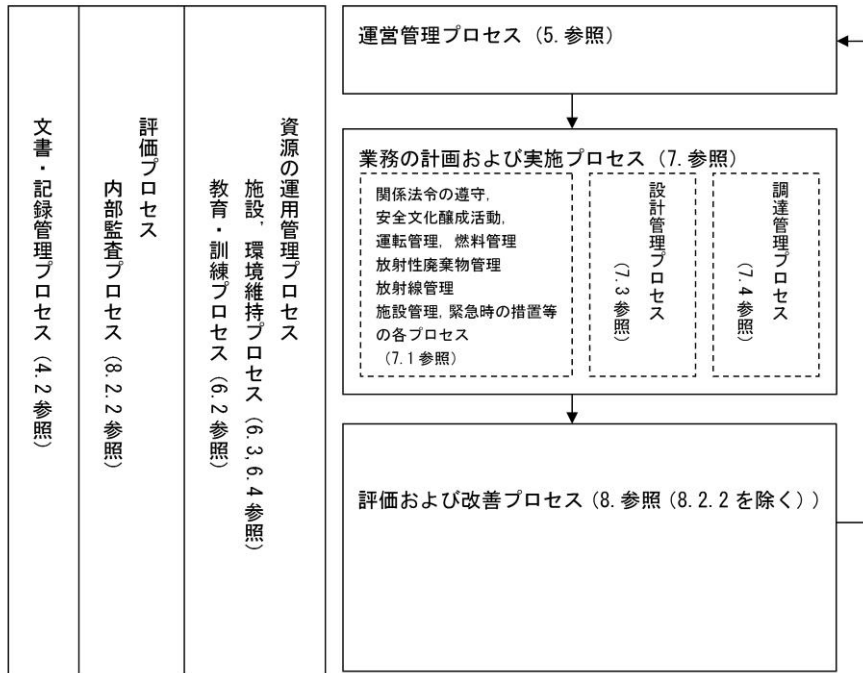 文書・記録管理プロセス（4.2参照）
評価プロセス
内部監査プロセス（8.2.2参照）
資源の運用管理プロセス
施設，環境維持プロセス（6.3,6.4参照）
教育・訓練プロセス（6.2参照）
運営管理プロセス（5.参照）
業務の計画および実施プロセス（7.参照）
関係法令の遵守，
安全文化醸成活動，
運転管理，燃料管理
放射性廃棄物管理
放射線管理
施設管理，緊急時の措置等
の各プロセス
（7.1参照）
設計管理プロセス
（7.3参照）
調達管理プロセス
（7.4参照）
評価および改善プロセス（8.参照（8.2.2を除く））